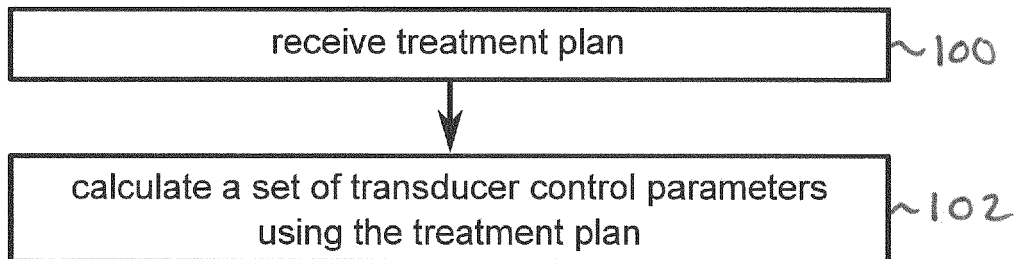 receive treatment plan ~100
calculate a set of transducer control parameters
using the treatment plan ~102